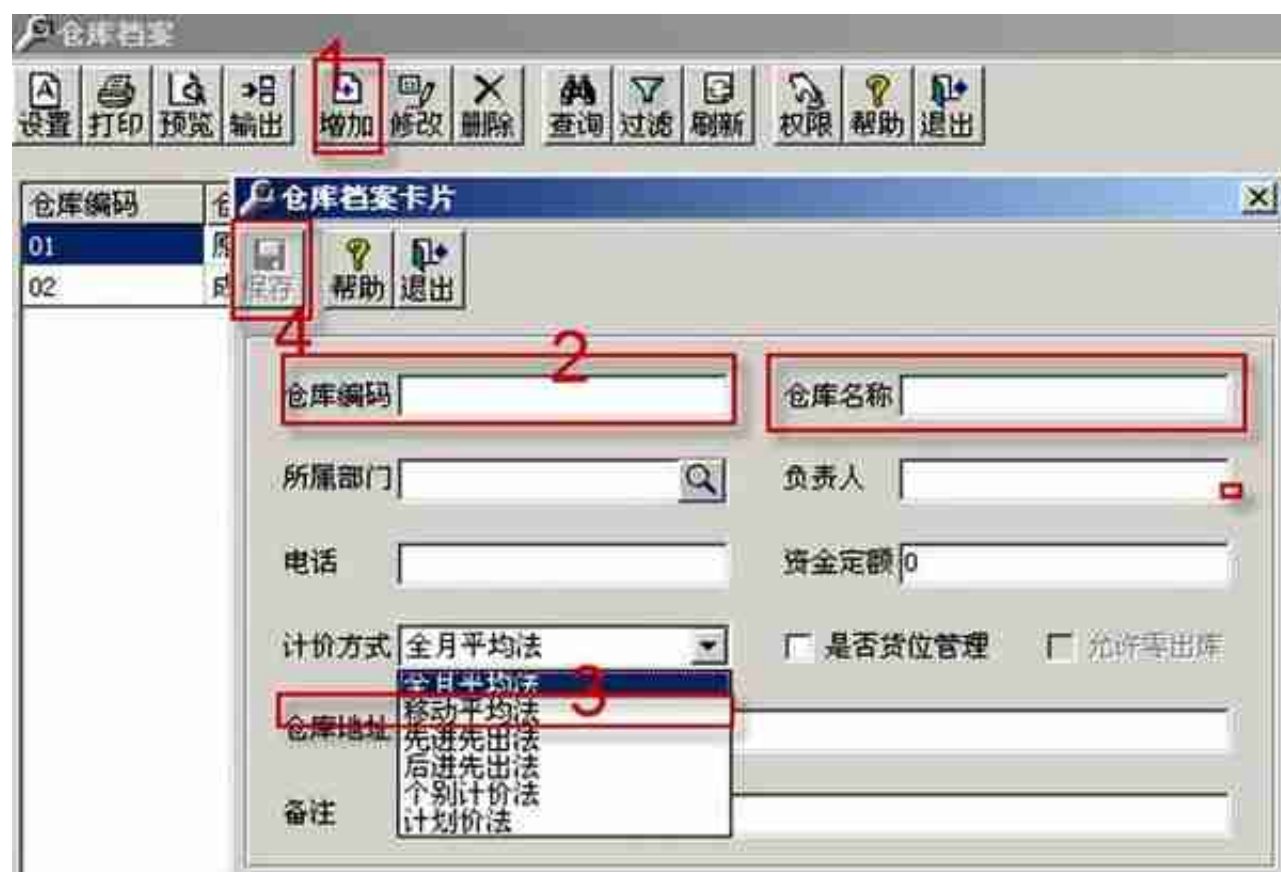 仓库档案
1
设置 打印 预览 输出 增加 修改 删除 查询 过滤 刷新 权限 帮助 退出
仓库编码 仓
仓库档案卡片
01 原
02 成
保存 帮助 退出
4
2
仓库编码 仓库名称
所属部门 负责人
电话 资金定额 0
计价方式 全月平均法 是否货位管理 允许零出库
全月平均法
3
移动平均法
仓库地址
先进先出法
后进先出法
个别计价法
备注
计划价法